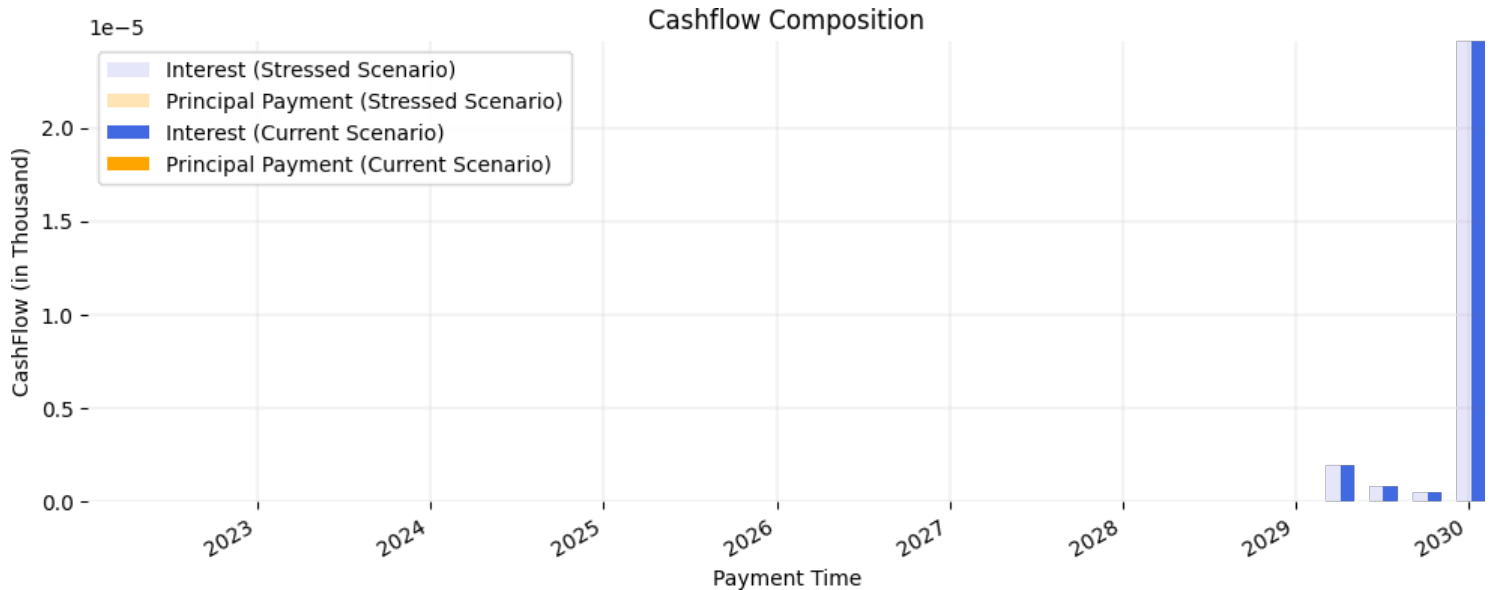 Cashflow Composition
1e−5
Interest (Stressed Scenario)
Principal Payment (Stressed Scenario)
Interest (Current Scenario)
Principal Payment (Current Scenario)
CashFlow (in Thousand)
2.0
1.5
1.0
0.5
0.0
2023
2024
2025
2026
2027
2028
2029
2030
Payment Time